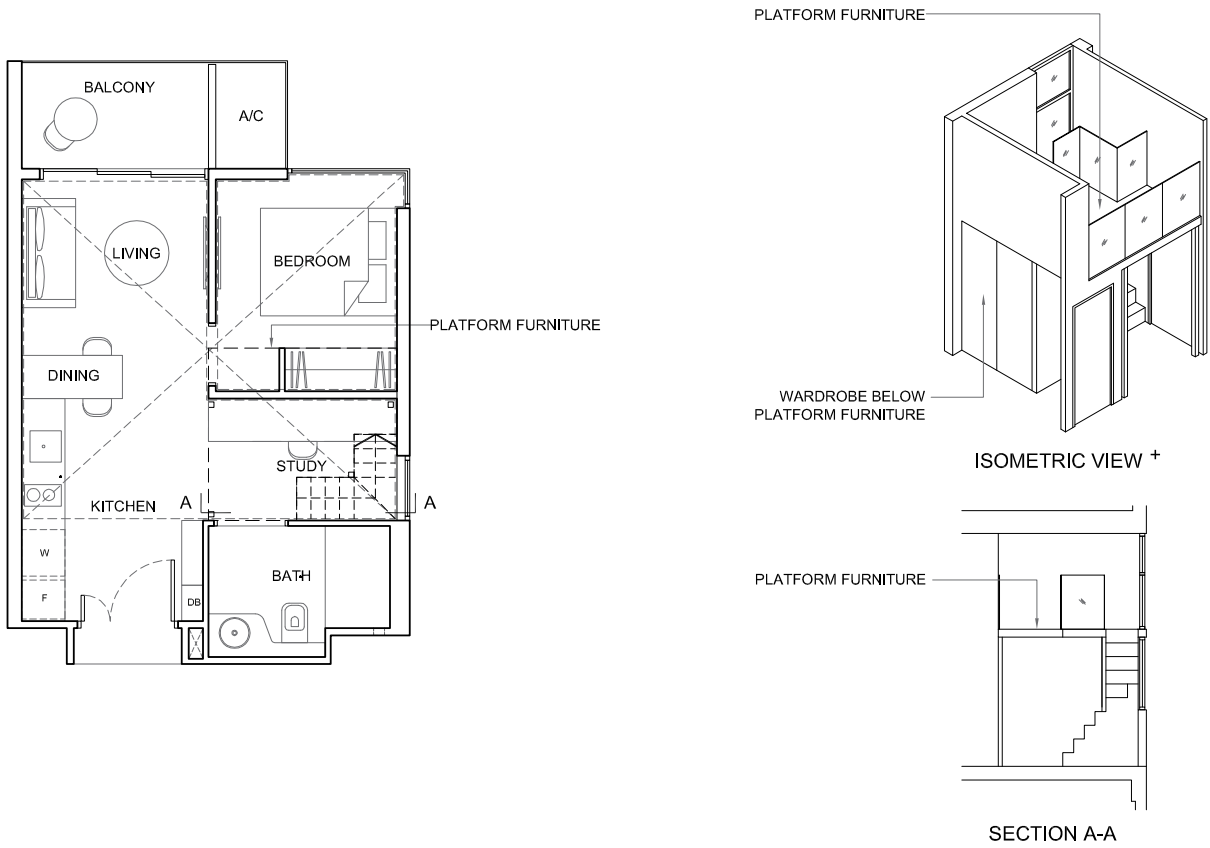 PLATFORM FURNITURE
BALCONY
A/C
LIVING
BEDROOM
PLATFORM FURNITURE
DINING
STUDY
KITCHEN
A
A
W
BATH
F
DB
WARDROBE BELOW
PLATFORM FURNITURE
ISOMETRIC VIEW +
PLATFORM FURNITURE
SECTION A-A